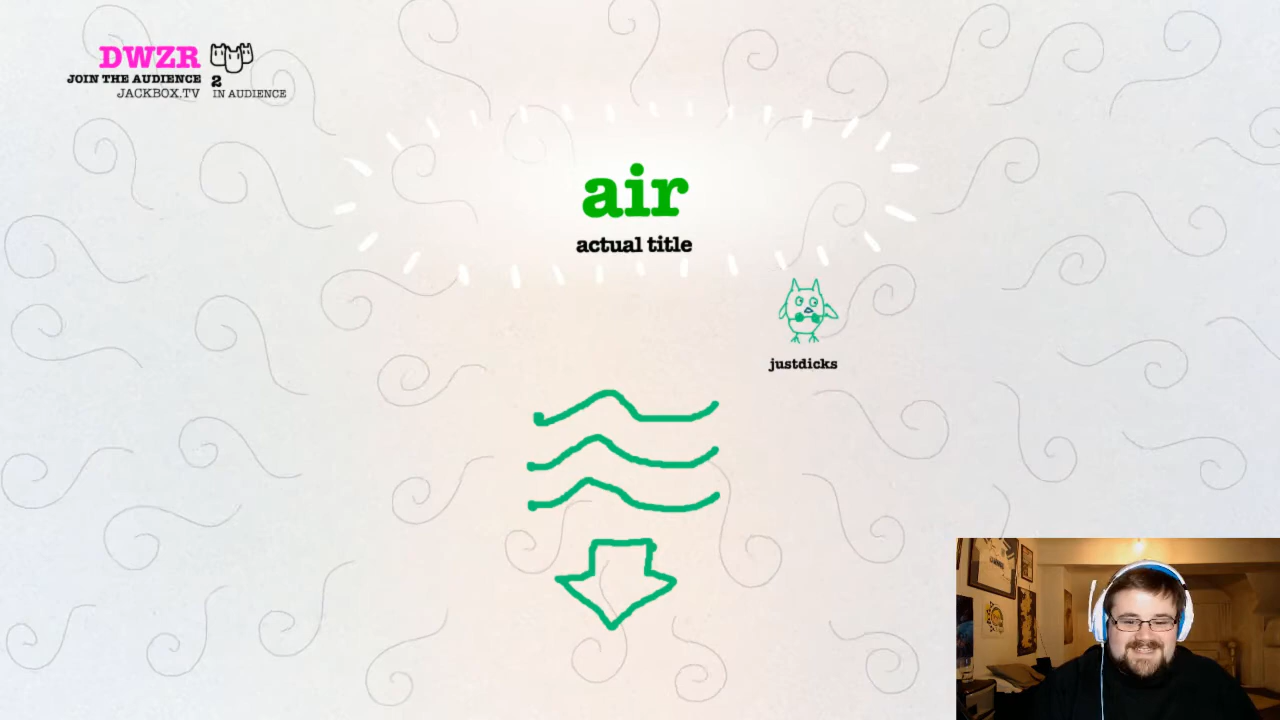 DWZR
JOIN THE AUDIENCE
JACKBOX.TV
2
IN AUDIENCE
air
actual title
justdicks